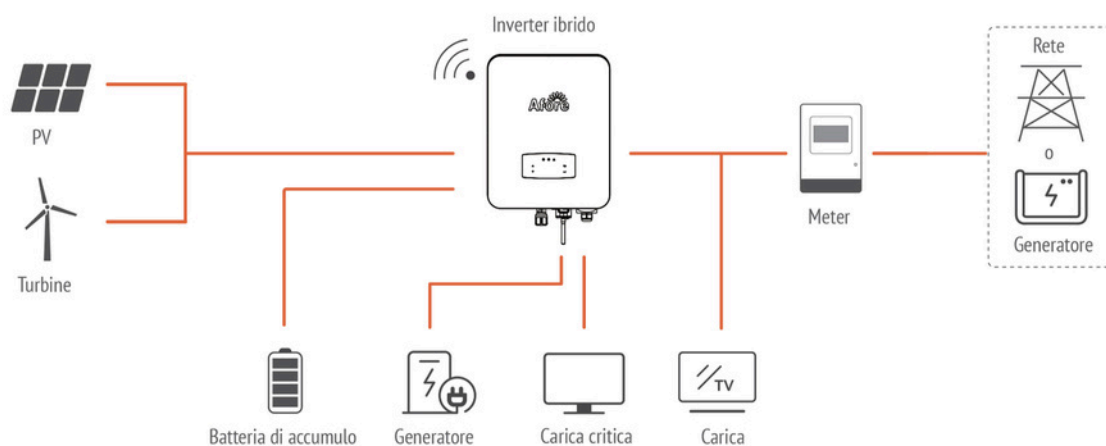 Inverter ibrido
Afore
PV
Turbine
Rete
o
Generatore
Meter
TV
Batteria di accumulo
Generatore
Carica critica
Carica